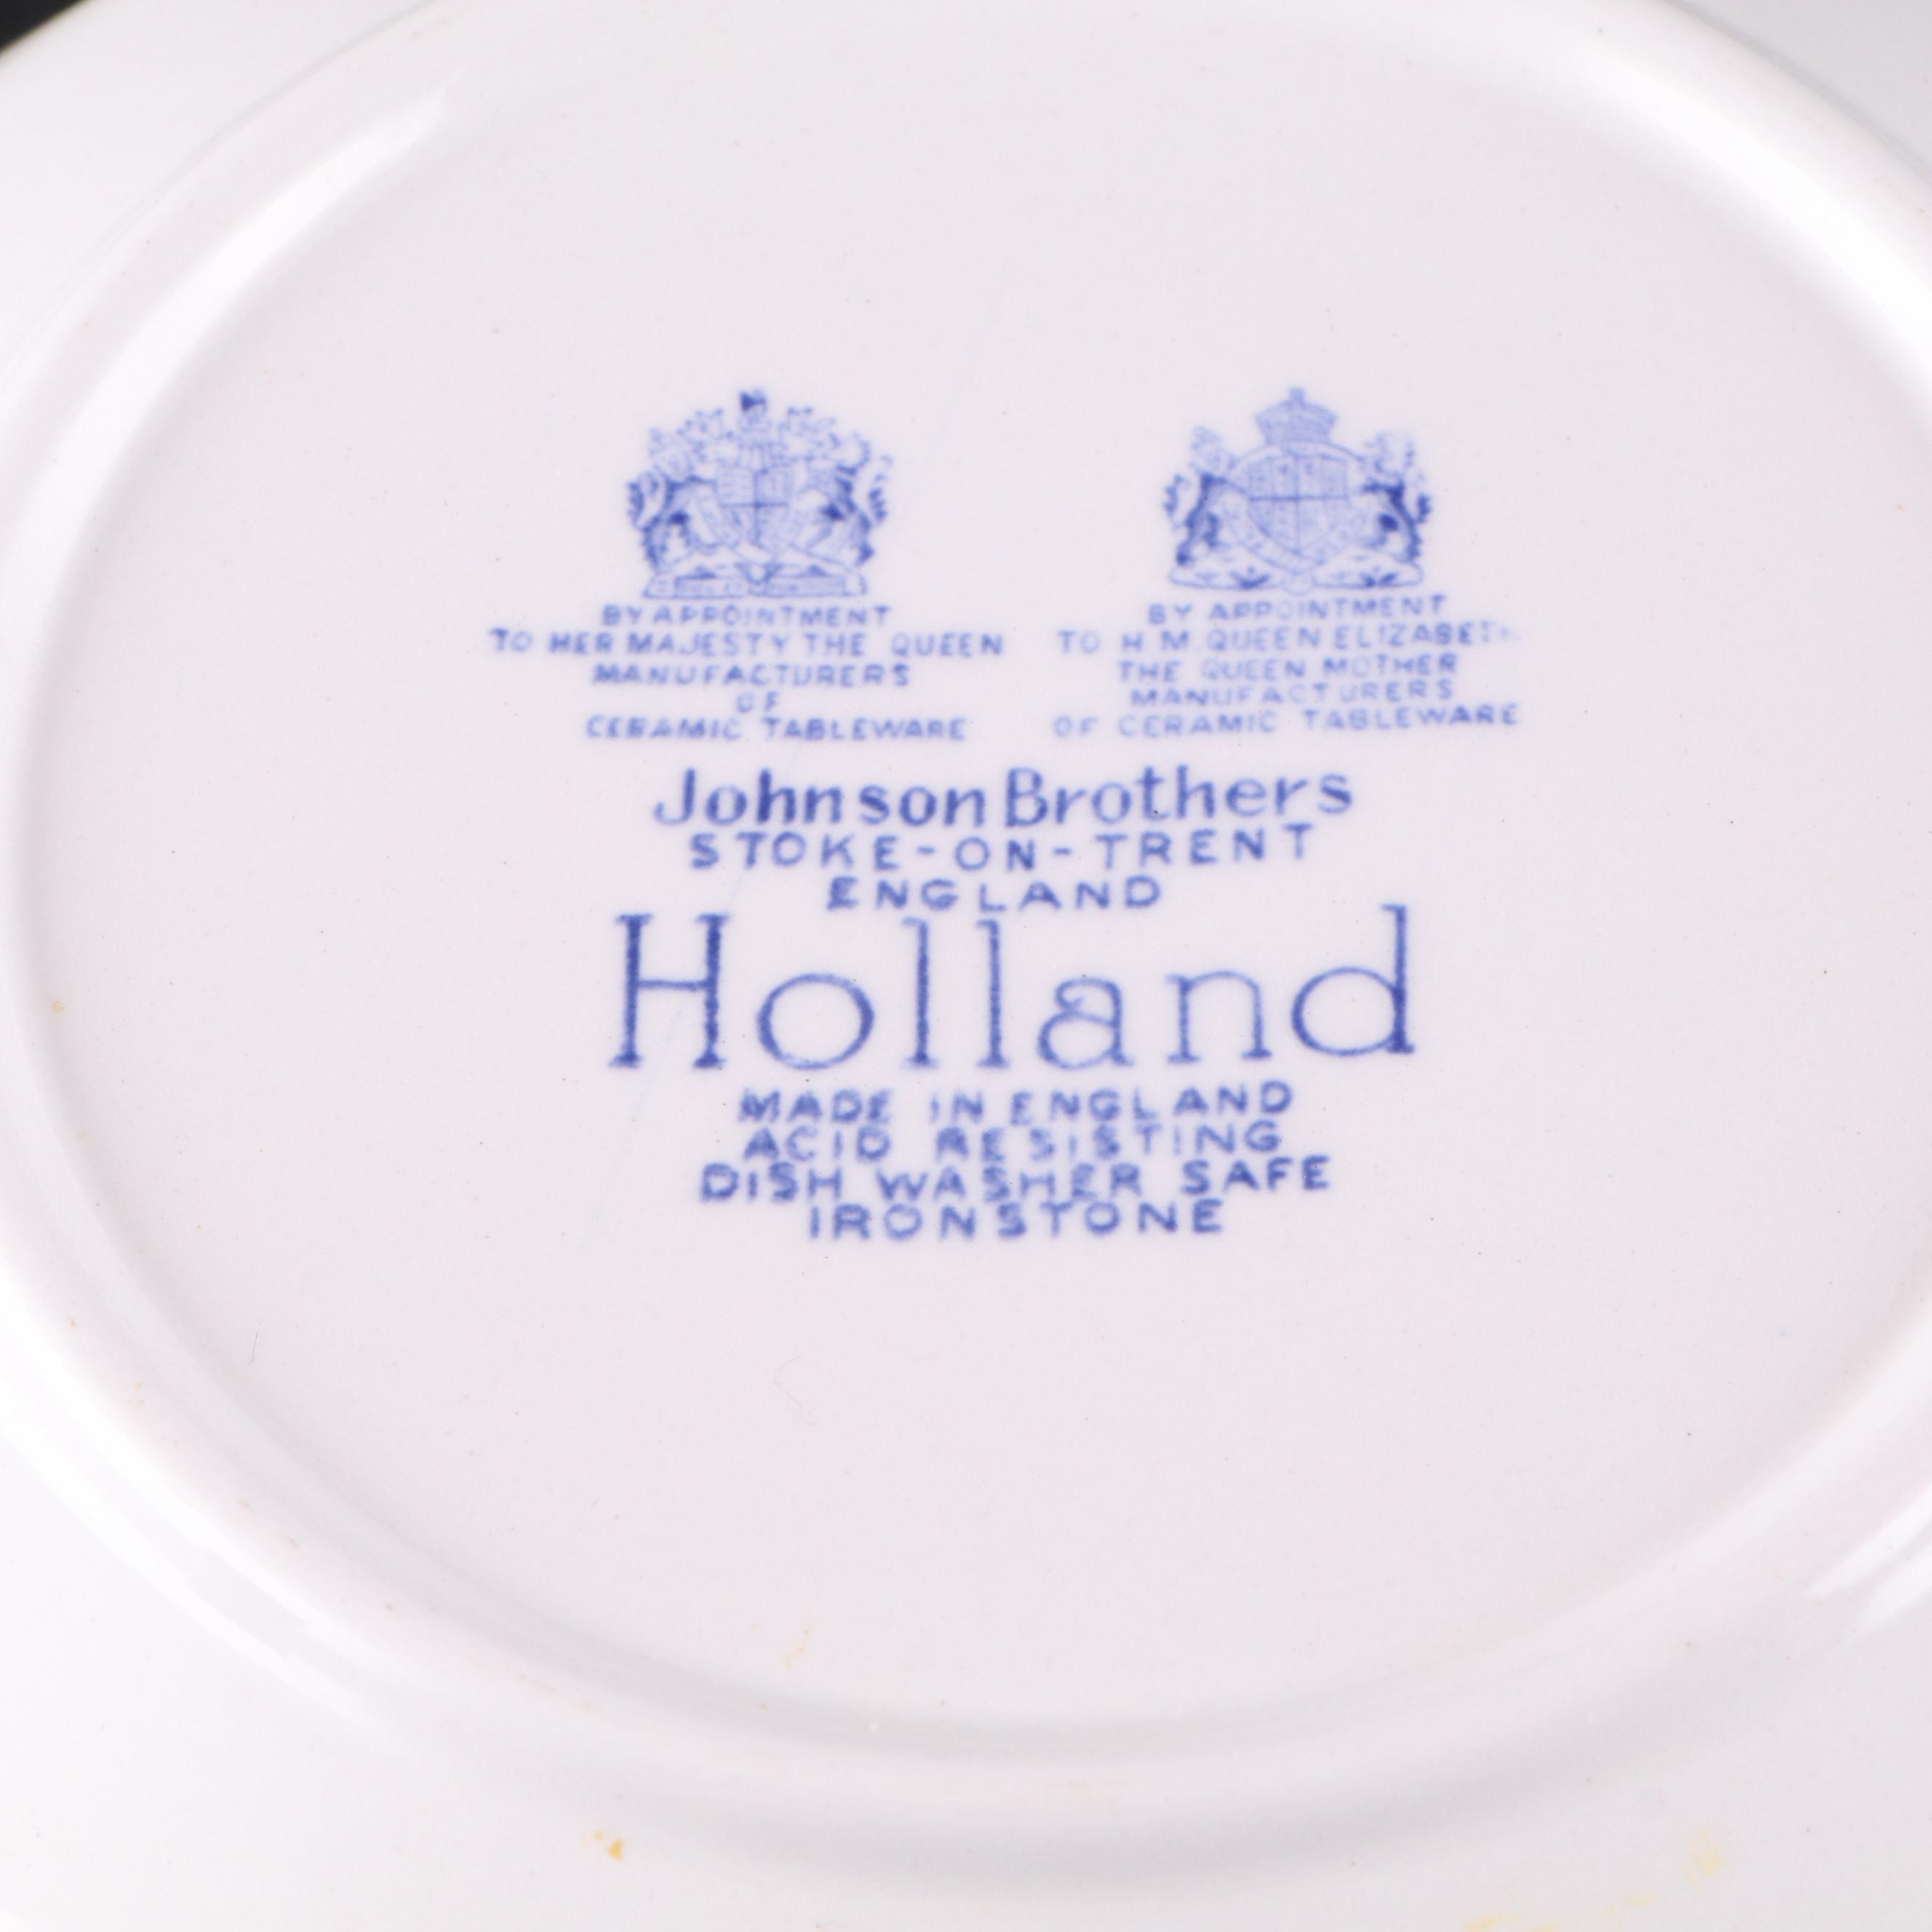 BY APPOINTMENT
TO HER MAJESTY THE QUEEN
MANUFACTURERS
OF
CERAMIC TABLEWARE
BY APPOINTMENT
TO H M QUEEN ELIZABETH
THE QUEEN MOTHER
MANUFACTURERS
OF CERAMIC TABLEWARE
Johnson Brothers
STOKE-ON-TRENT
ENGLAND
Holland
MADE IN ENGLAND
ACID RESISTING
DISH WASHER SAFE
IRONSTONE